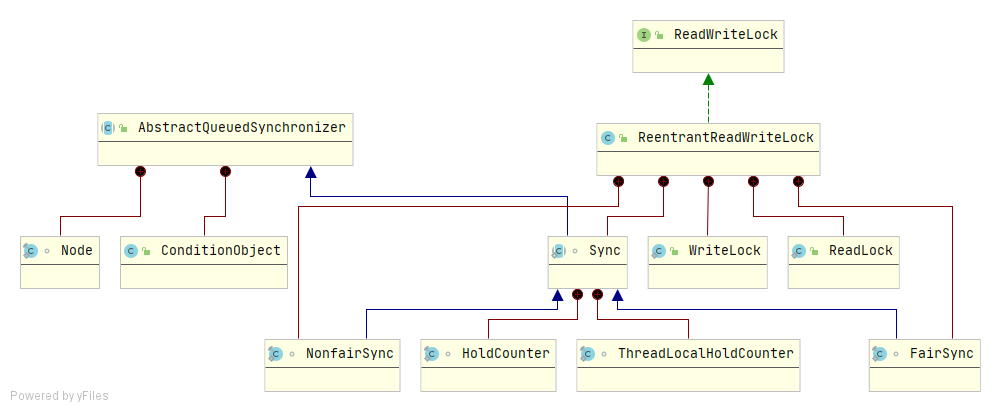 ReadWriteLock
AbstractQueuedSynchronizer
ReentrantReadWriteLock
Node
ConditionObject
Sync
WriteLock
ReadLock
NonfairSync
HoldCounter
ThreadLocalHoldCounter
FairSync
Powered by yFiles